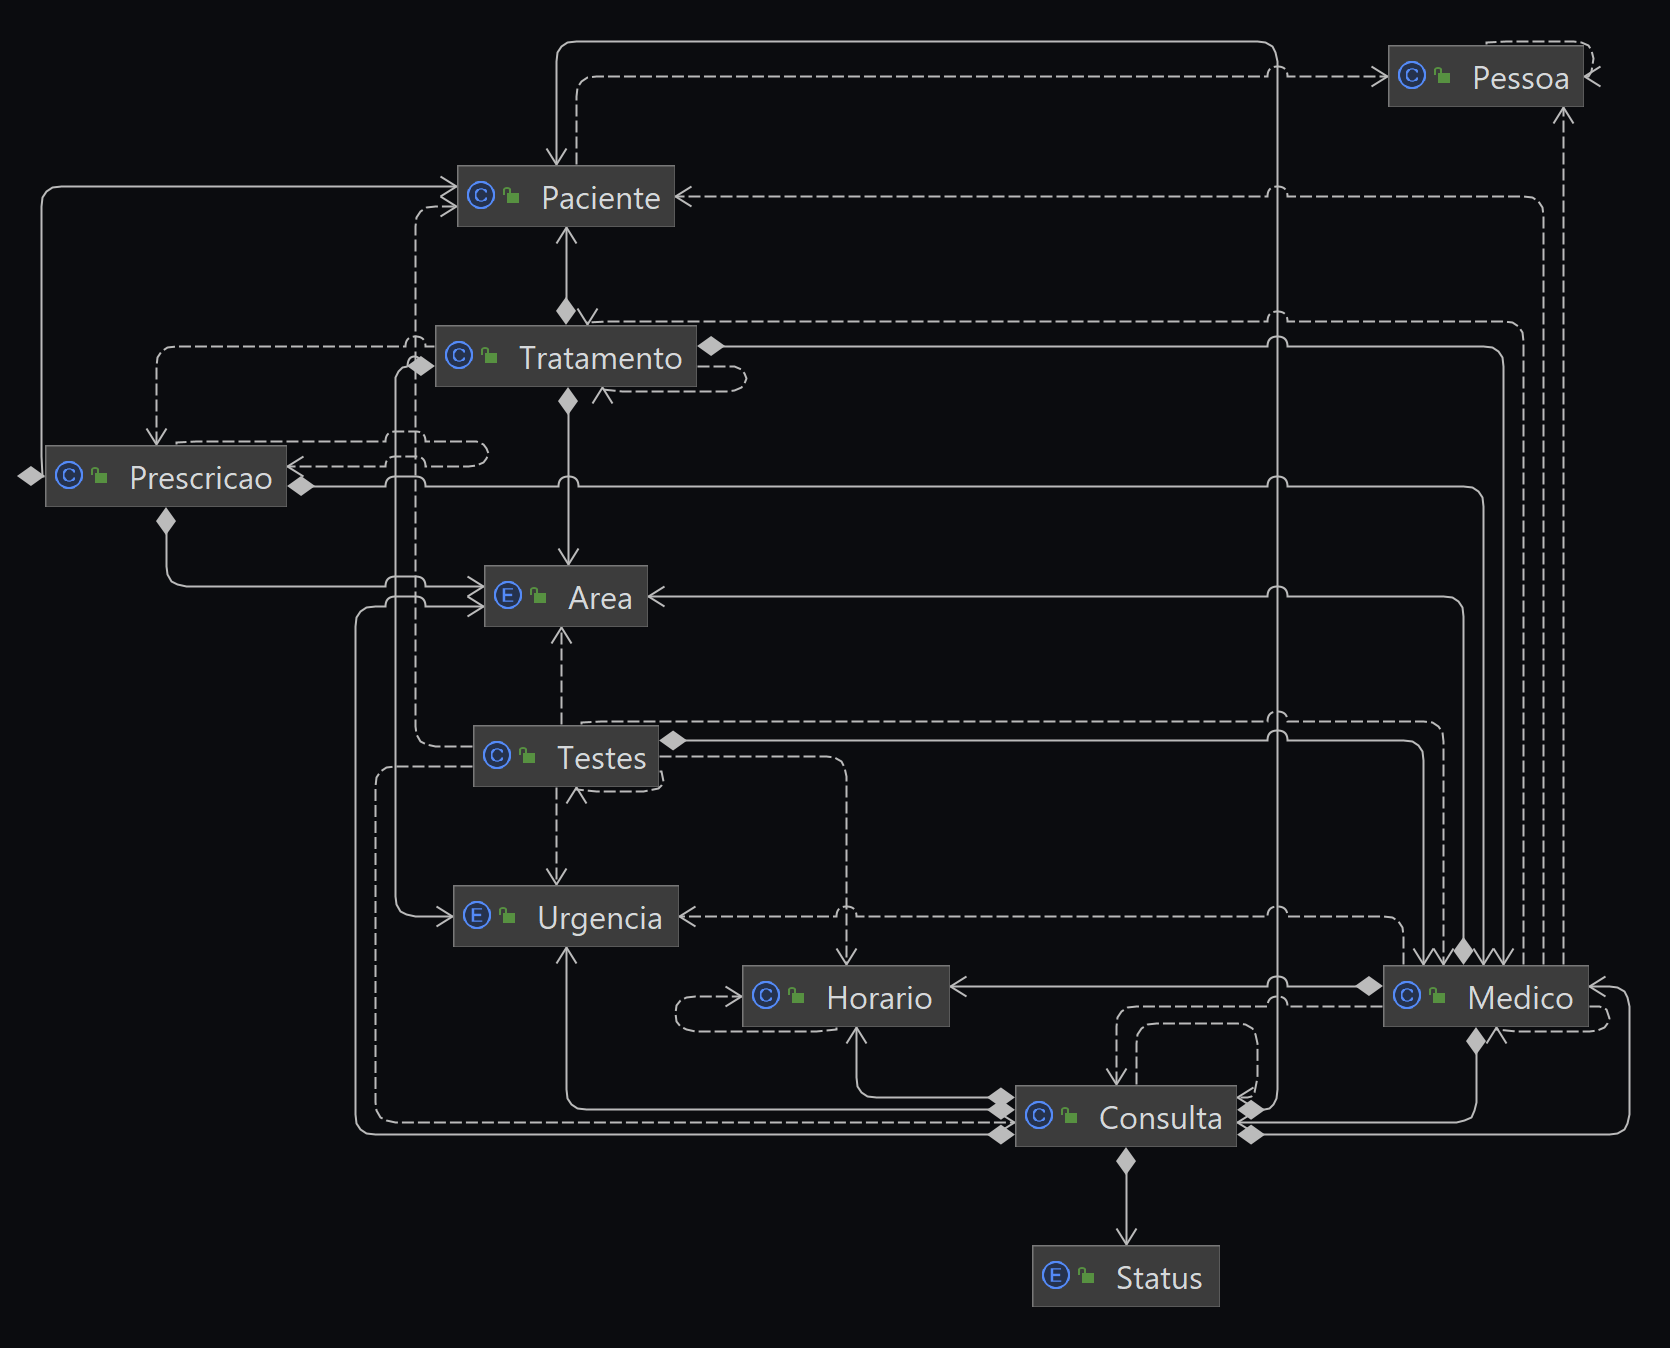 C Pessoa
C Paciente
C Tratamento
C Prescricao
E Area
C Testes
E Urgencia
C Horario
C Medico
C Consulta
E Status